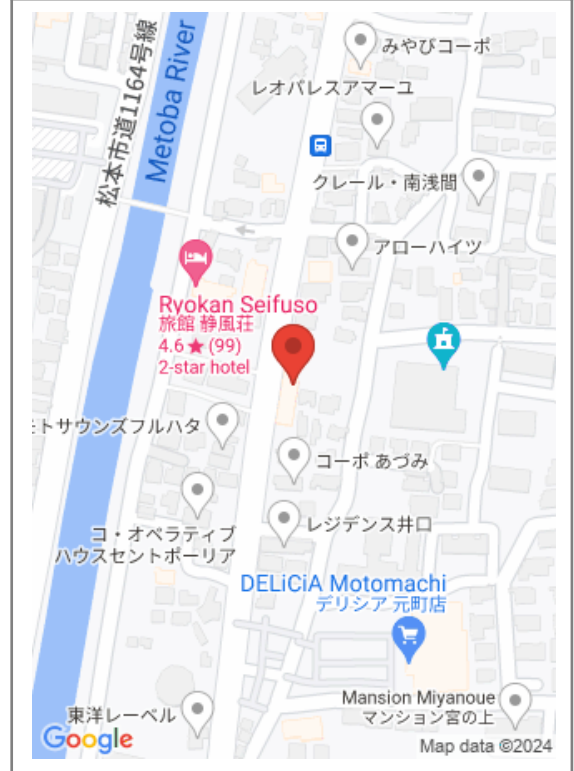 みやびコーポ
松本市道1164号線
Metoba River
レオパレスアマーユ
クレール・南浅間
アローハイツ
Ryokan Seifuso
旅館 静風荘
4.6★(99)
2-star hotel
トサウンズフルハタ
コーポ あづみ
コ・オペラティブ
ハウスセントポーリア
レジデンス井口
DELiCiA Motomachi
デリシア 元町店
Mansion Miyanoue
マンション宮の上
東洋レーベル
Google
Map data ©2024